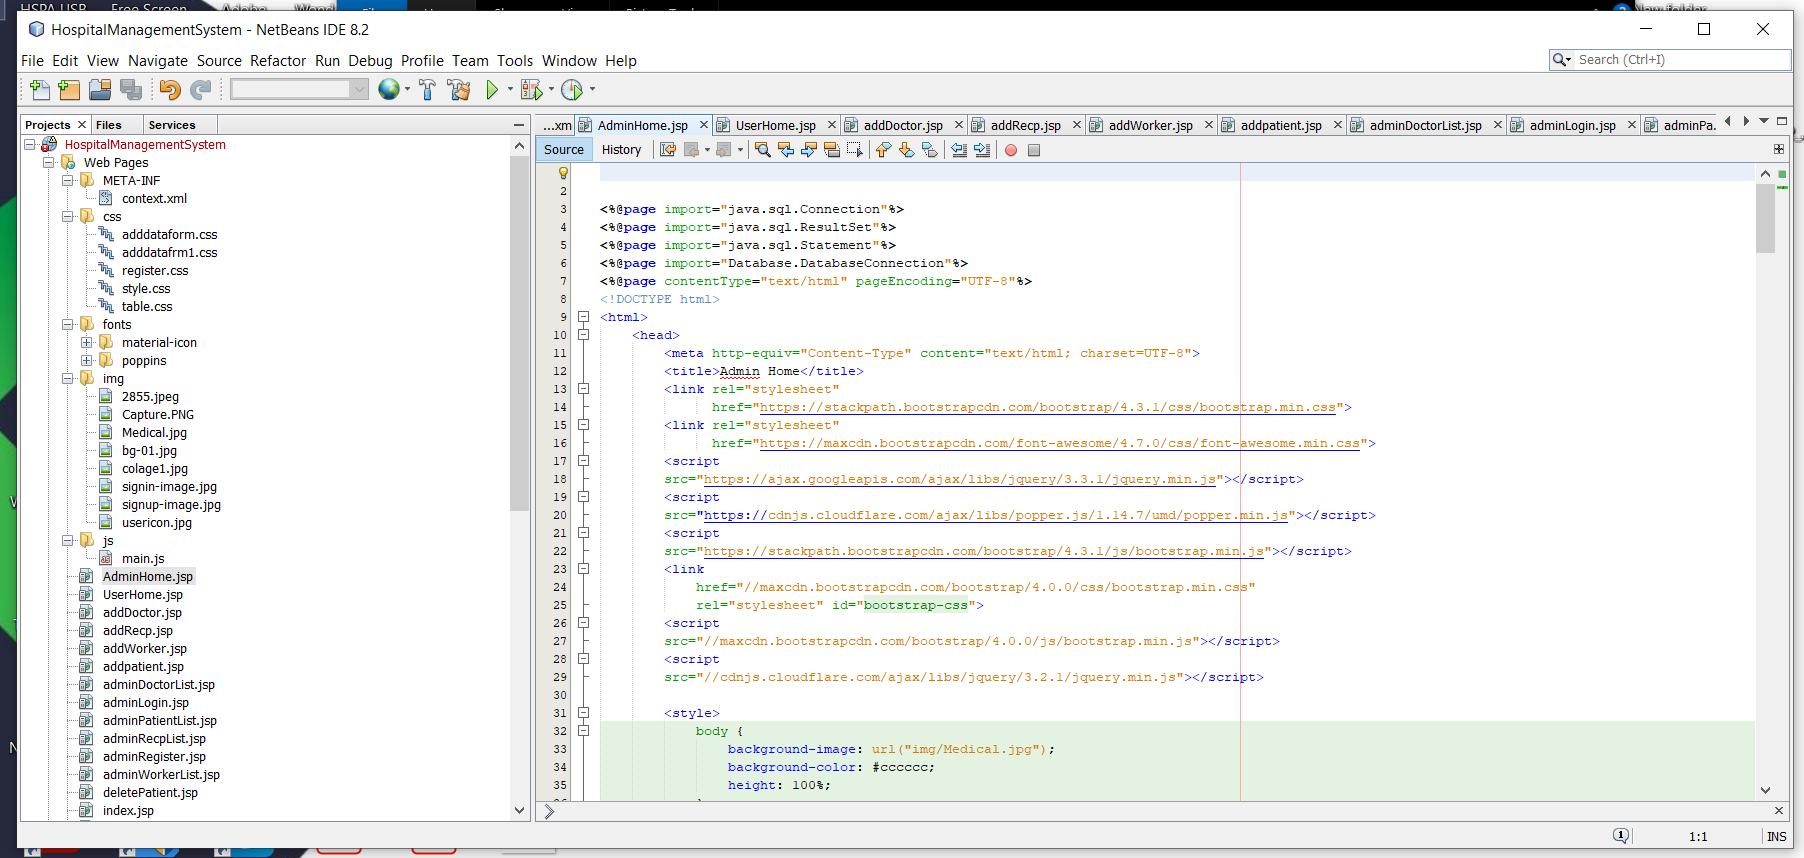 HospitalManagementSystem - NetBeans IDE 8.2
File Edit View Navigate Source Refactor Run Debug Profile Team Tools Window Help
Search (Ctrl+I)
Projects Files Services
...xm AdminHome.jsp UserHome.jsp addDoctor.jsp addRecp.jsp addWorker.jsp addpatient.jsp adminDoctorList.jsp adminLogin.jsp adminPa.
Source History
HospitalManagementSystem
Web Pages
META-INF
context.xml
css
adddataform.css
adddatafrm1.css
register.css
style.css
table.css
fonts
material-icon
poppins
img
2855.jpeg
Capture.PNG
Medical.jpg
bg-01.jpg
colage1.jpg
signin-image.jpg
signup-image.jpg
usericon.jpg
js
main.js
AdminHome.jsp
UserHome.jsp
addDoctor.jsp
addRecp.jsp
addWorker.jsp
addpatient.jsp
adminDoctorList.jsp
adminLogin.jsp
adminPatientList.jsp
adminRecpList.jsp
adminRegister.jsp
adminWorkerList.jsp
deletePatient.jsp
index.jsp
2
3 <%@page import="java.sql.Connection"%>
4 <%@page import="java.sql.ResultSet"%>
5 <%@page import="java.sql.Statement"%>
6 <%@page import="Database.DatabaseConnection"%>
7 <%@page contentType="text/html" pageEncoding="UTF-8"%>
8 <!DOCTYPE html>
9 <html>
10 <head>
11 <meta http-equiv="Content-Type" content="text/html; charset=UTF-8">
12 <title>Admin Home</title>
13 <link rel="stylesheet"
14 href="https://stackpath.bootstrapcdn.com/bootstrap/4.3.1/css/bootstrap.min.css">
15 <link rel="stylesheet"
16 href="https://maxcdn.bootstrapcdn.com/font-awesome/4.7.0/css/font-awesome.min.css">
17 <script
18 src="https://ajax.googleapis.com/ajax/libs/jquery/3.3.1/jquery.min.js"></script>
19 <script
20 src="https://cdnjs.cloudflare.com/ajax/libs/popper.js/1.14.7/umd/popper.min.js"></script>
21 <script
22 src="https://stackpath.bootstrapcdn.com/bootstrap/4.3.1/js/bootstrap.min.js"></script>
23 <link
24 href="//maxcdn.bootstrapcdn.com/bootstrap/4.0.0/css/bootstrap.min.css"
25 rel="stylesheet" id="bootstrap-css">
26 <script
27 src="//maxcdn.bootstrapcdn.com/bootstrap/4.0.0/js/bootstrap.min.js"></script>
28 <script
29 src="//cdnjs.cloudflare.com/ajax/libs/jquery/3.2.1/jquery.min.js"></script>
30
31 <style>
32 body {
33 background-image: url("img/Medical.jpg");
34 background-color: #cccccc;
35 height: 100%;
1:1 INS